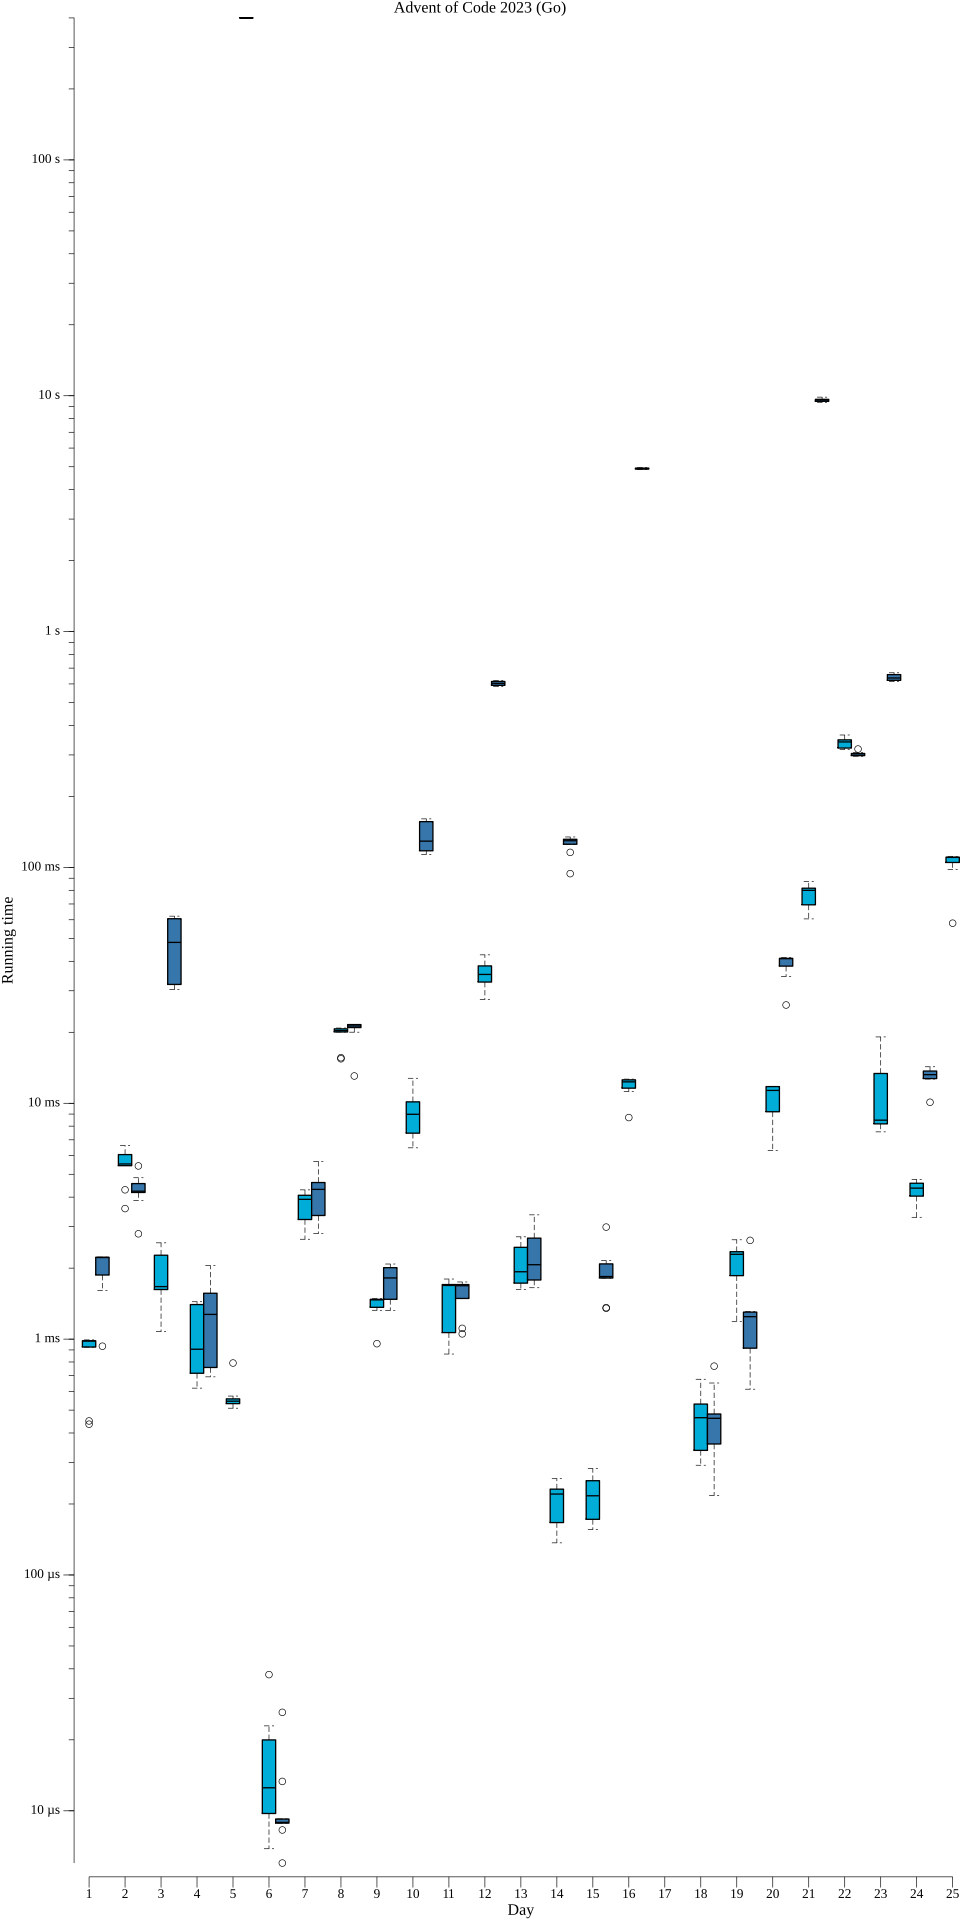 Advent of Code 2023 (Go)
100 s
10 s
1 s
100 ms
10 ms
1 ms
100 µs
10 µs
Running time
1 2 3 4 5 6 7 8 9 10 11 12 13 14 15 16 17 18 19 20 21 22 23 24 25
Day